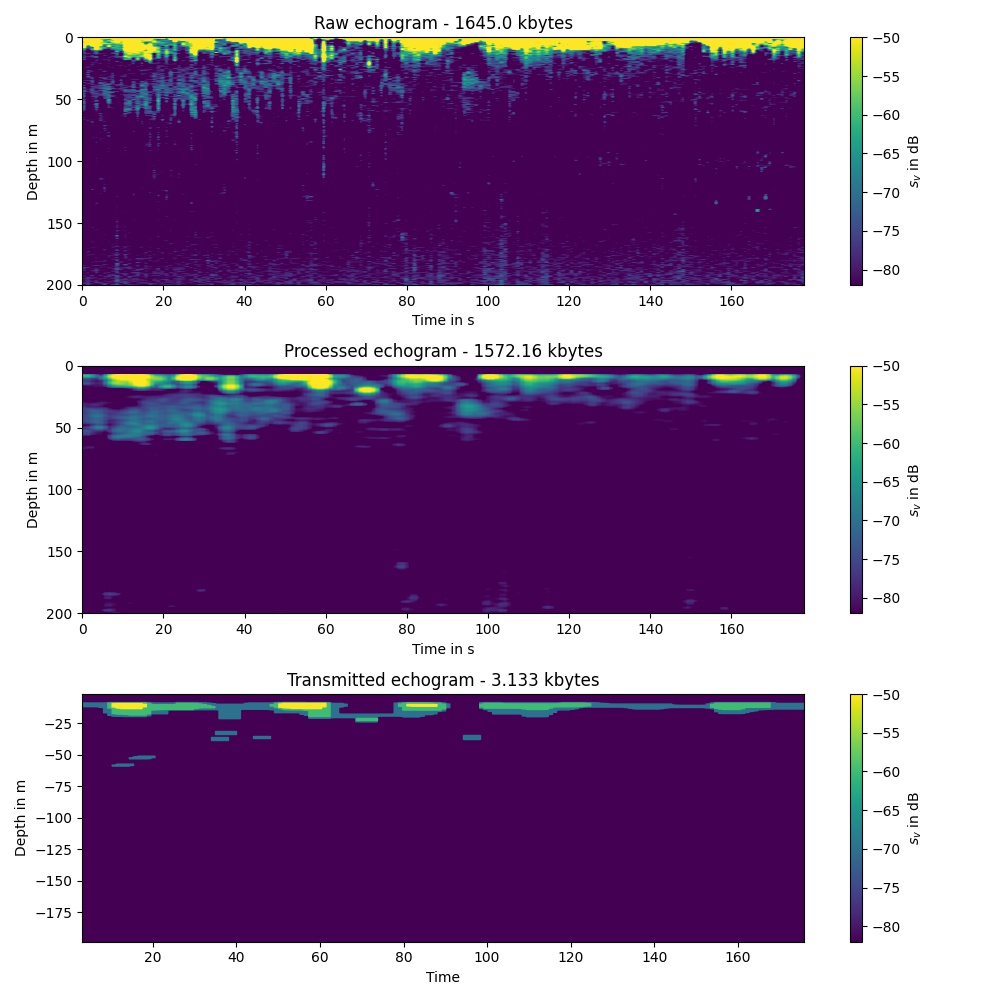 Raw echogram - 1645.0 kbytes
0
50
100
150
200
Depth in m
0 20 40 60 80 100 120 140 160
Time in s
−50
−55
−60
−65
−70
−75
−80
sv in dB
Processed echogram - 1572.16 kbytes
0
50
100
150
200
Depth in m
0 20 40 60 80 100 120 140 160
Time in s
−50
−55
−60
−65
−70
−75
−80
sv in dB
Transmitted echogram - 3.133 kbytes
−25
−50
−75
−100
−125
−150
−175
Depth in m
20 40 60 80 100 120 140 160
Time
−50
−55
−60
−65
−70
−75
−80
sv in dB